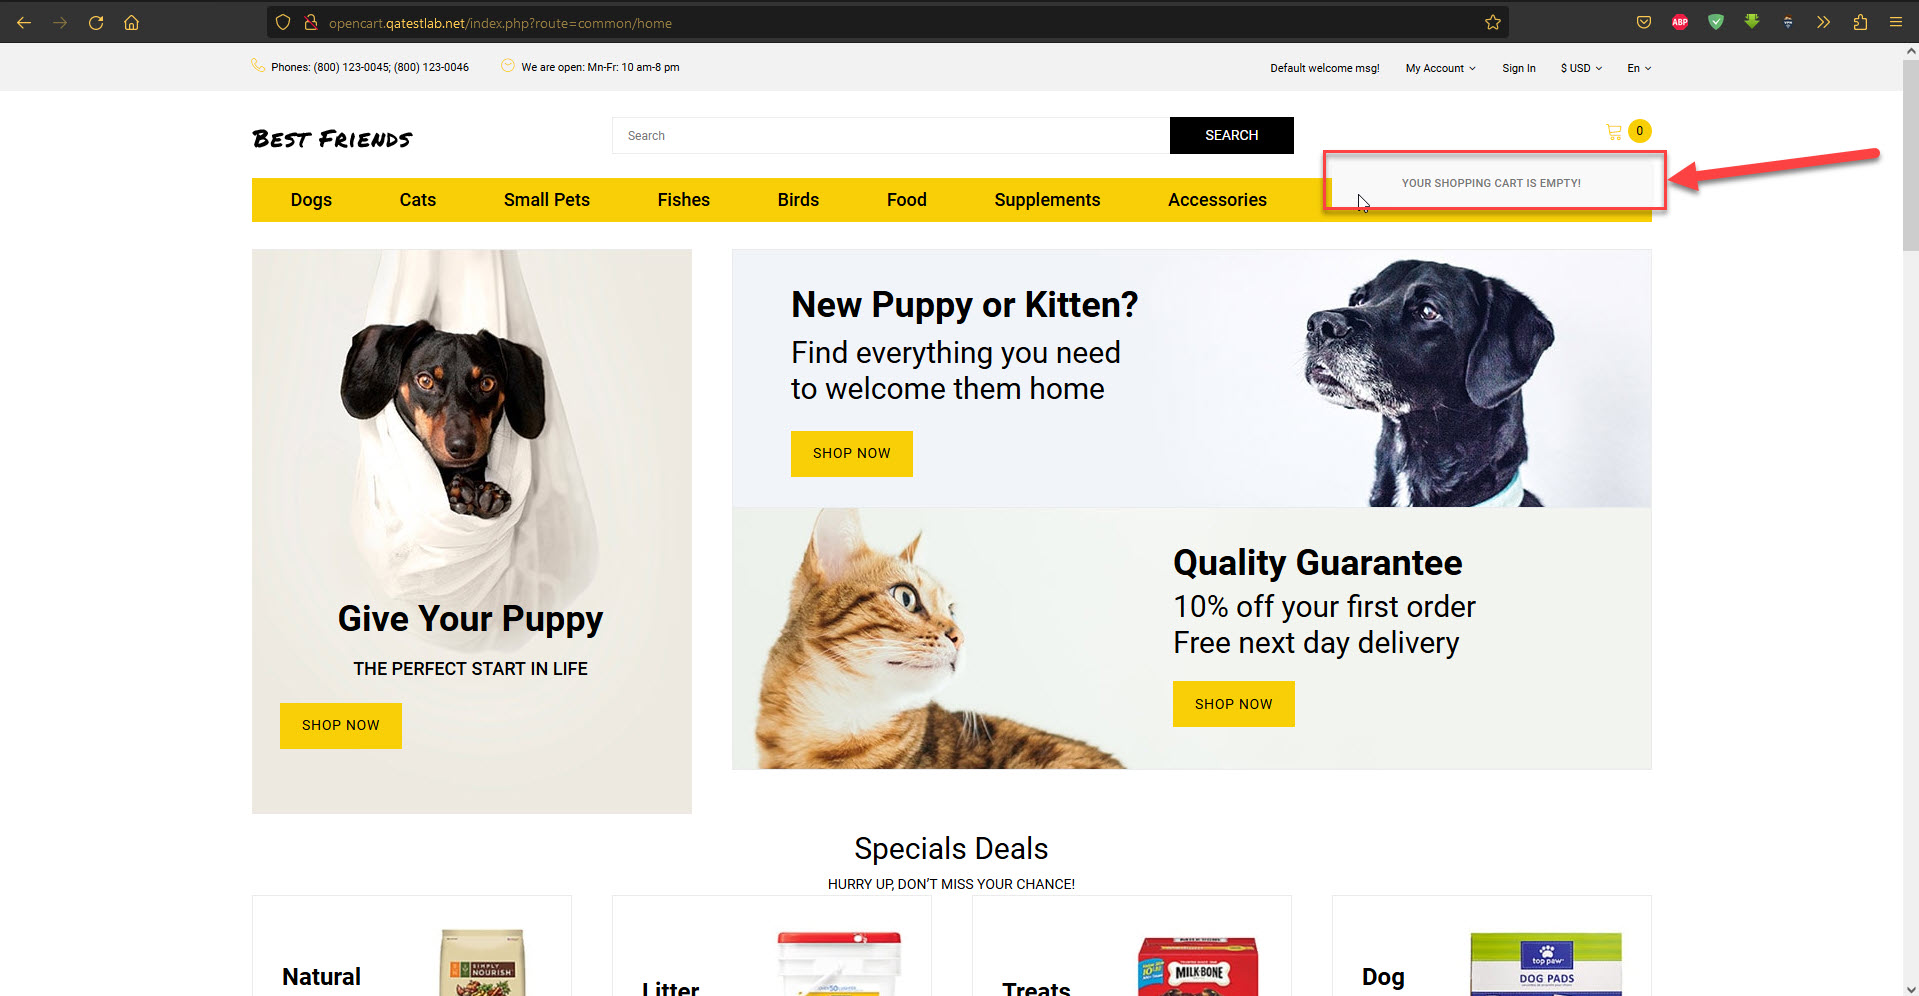 opencart.qatestlab.net/index.php?route=common/home
ABP
Phones: (800) 123-0045; (800) 123-0046
We are open: Mn-Fr: 10 am-8 pm
Default welcome msg!
My Account
Sign In
$ USD
En
Best Friends
Search
SEARCH
0
YOUR SHOPPING CART IS EMPTY!
Dogs
Cats
Small Pets
Fishes
Birds
Food
Supplements
Accessories
New Puppy or Kitten?
Find everything you need
to welcome them home
SHOP NOW
Give Your Puppy
THE PERFECT START IN LIFE
SHOP NOW
Quality Guarantee
10% off your first order
Free next day delivery
SHOP NOW
Specials Deals
HURRY UP, DON’T MISS YOUR CHANCE!
Natural
SIMPLY
NOURISH
Litter
Treats
MILK-BONE
Dog
top paw
DOG PADS